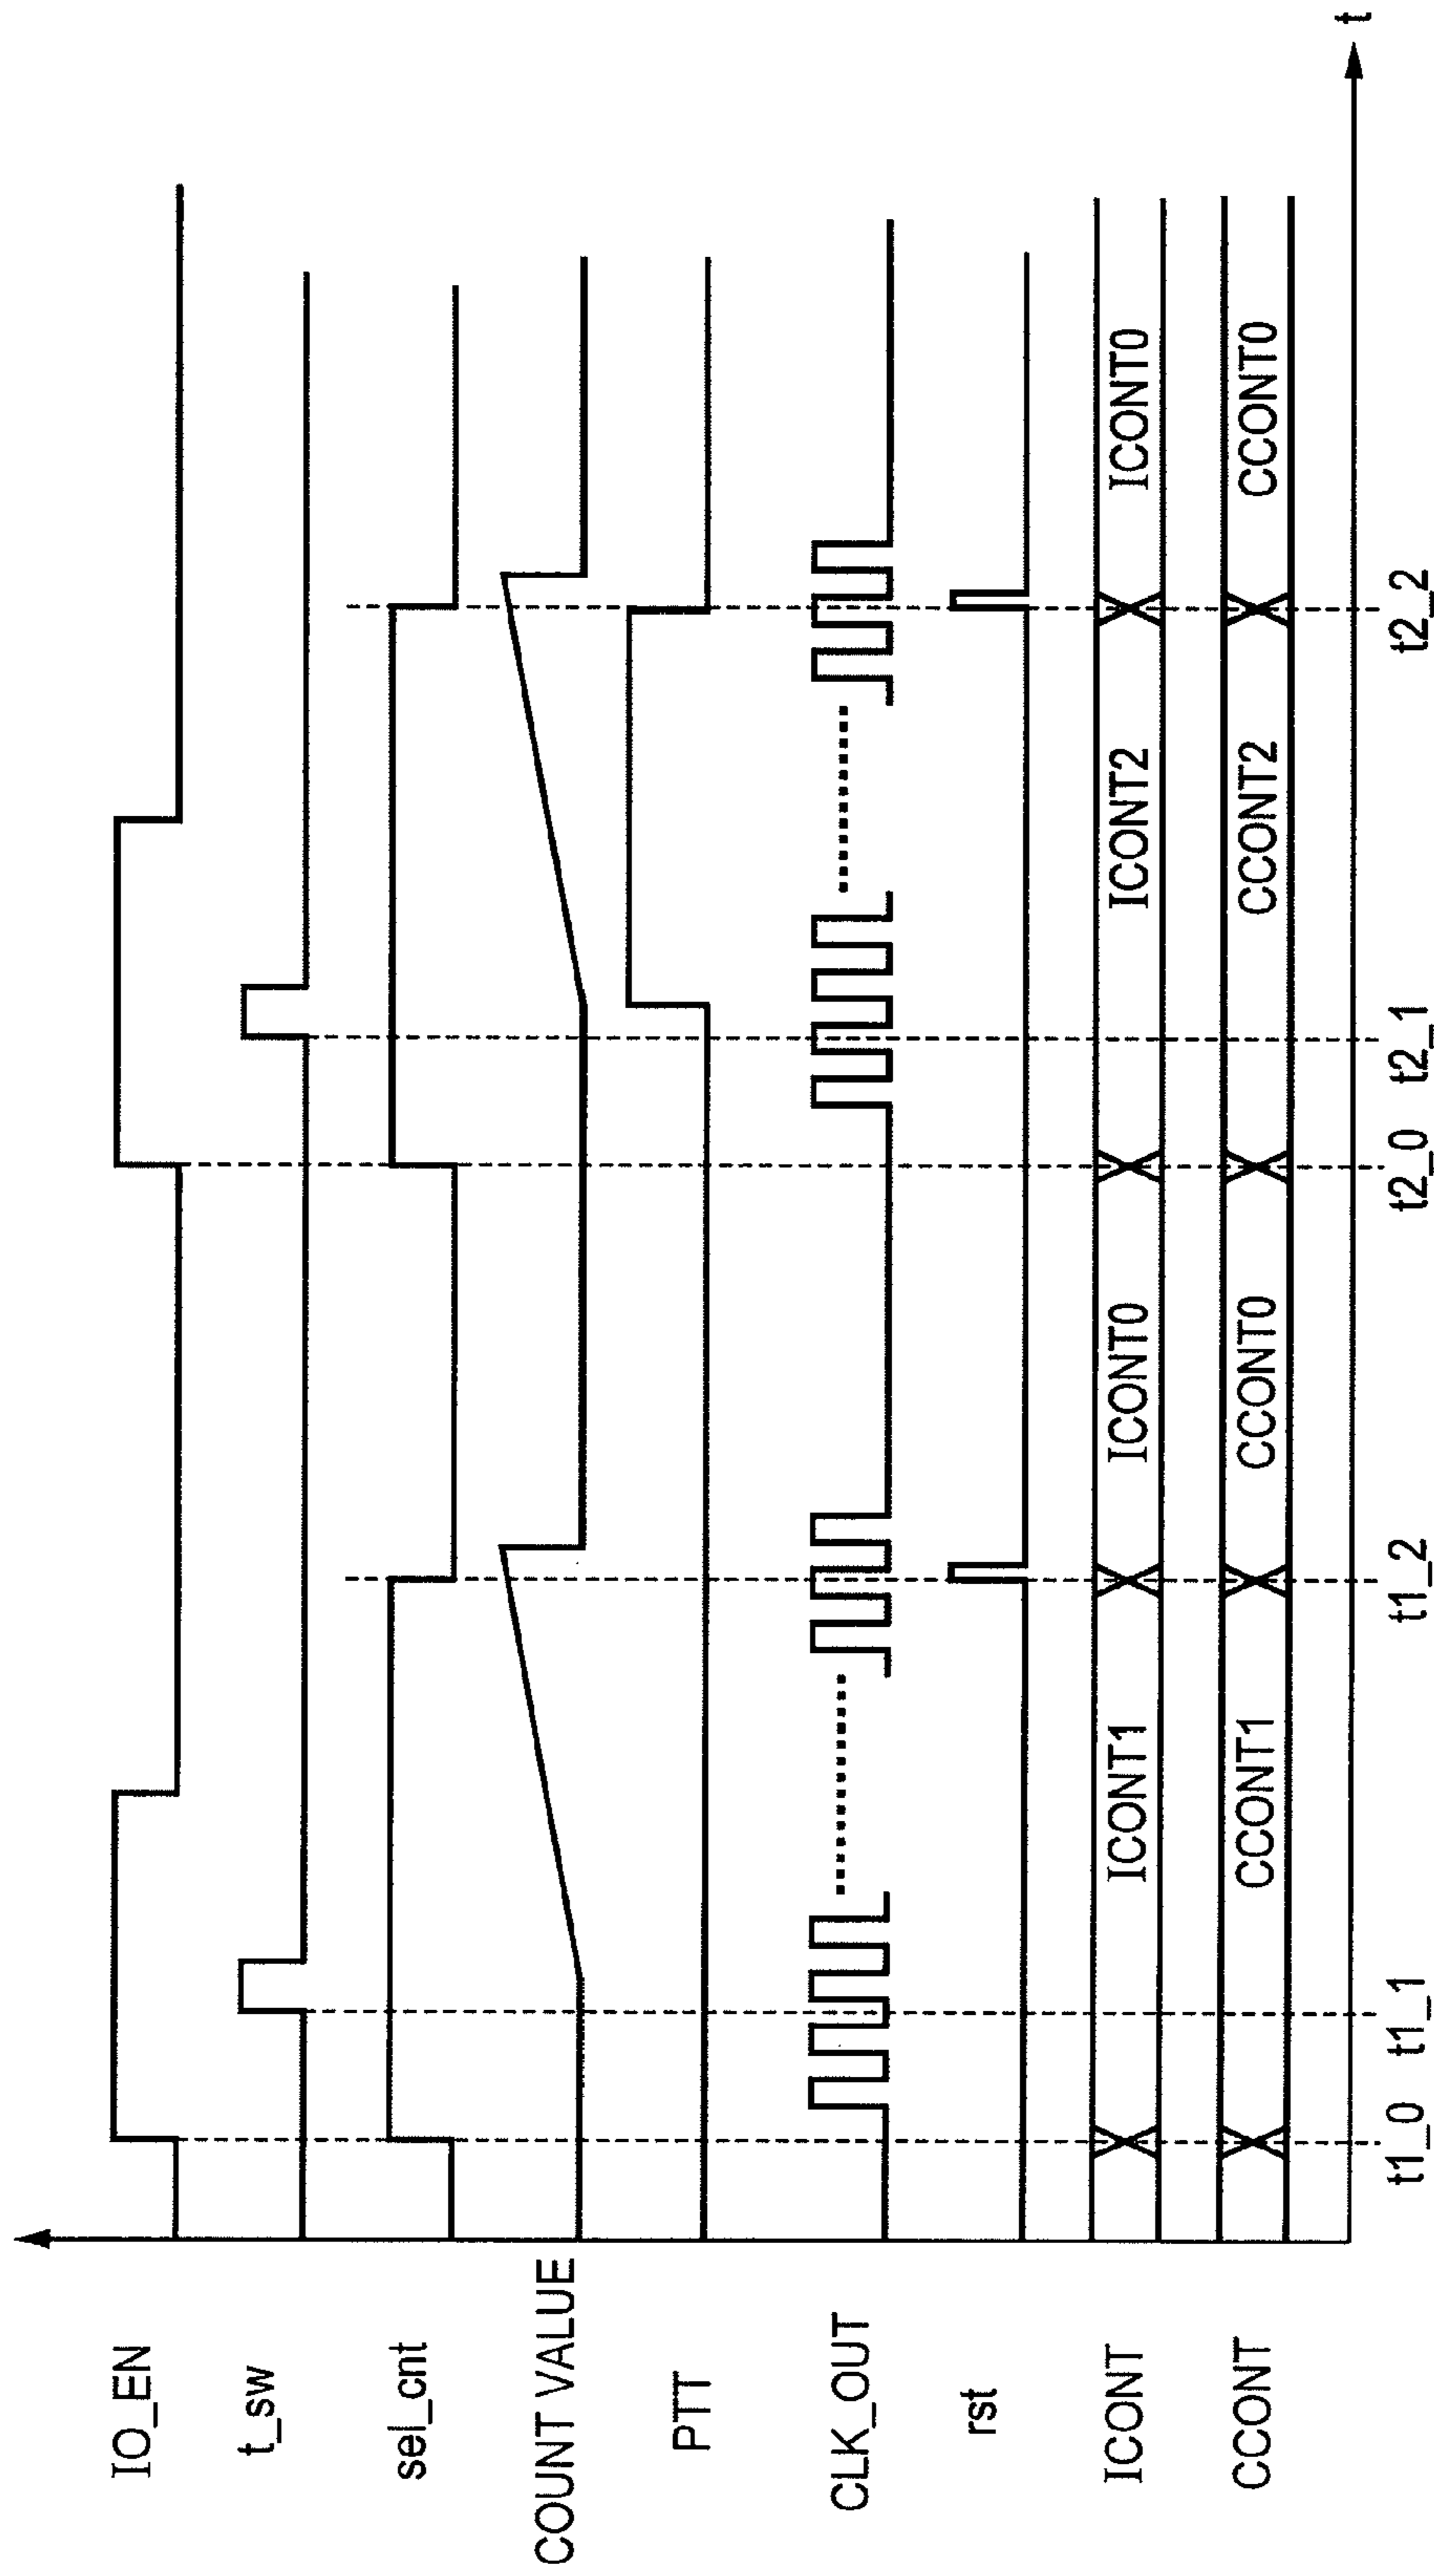 IO_EN
t_sw
sel_cnt
COUNT VALUE
PTT
CLK_OUT
rst
ICONT
ICONT1
ICONT0
ICONT2
ICONT0
CCONT
CCONT1
CCONT0
CCONT2
CCONT0
t1_0
t1_1
t1_2
t2_0
t2_1
t2_2
t